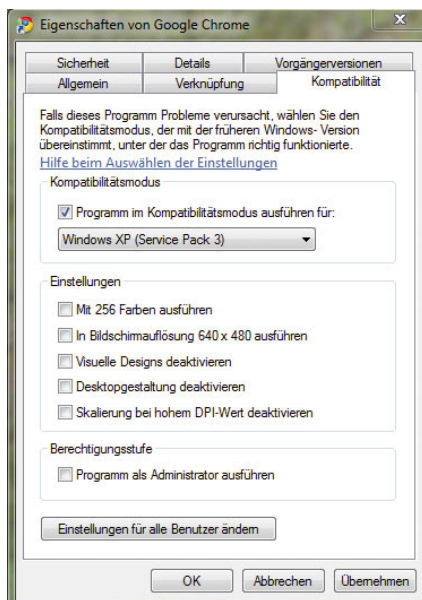 Eigenschaften von Google Chrome
Sicherheit Details Vorgängerversionen
Allgemein Verknüpfung Kompatibilität
Falls dieses Programm Probleme verursacht, wählen Sie den
Kompatibilitätsmodus, der mit der früheren Windows- Version
übereinstimmt, unter der das Programm richtig funktionierte.
Hilfe beim Auswählen der Einstellungen
Kompatibilitätsmodus
Programm im Kompatibilitätsmodus ausführen für:
Windows XP (Service Pack 3)
Einstellungen
Mit 256 Farben ausführen
In Bildschirmauflösung 640 x 480 ausführen
Visuelle Designs deaktivieren
Desktopgestaltung deaktivieren
Skalierung bei hohem DPI-Wert deaktivieren
Berechtigungsstufe
Programm als Administrator ausführen
Einstellungen für alle Benutzer ändern
OK Abbrechen Übernehmen